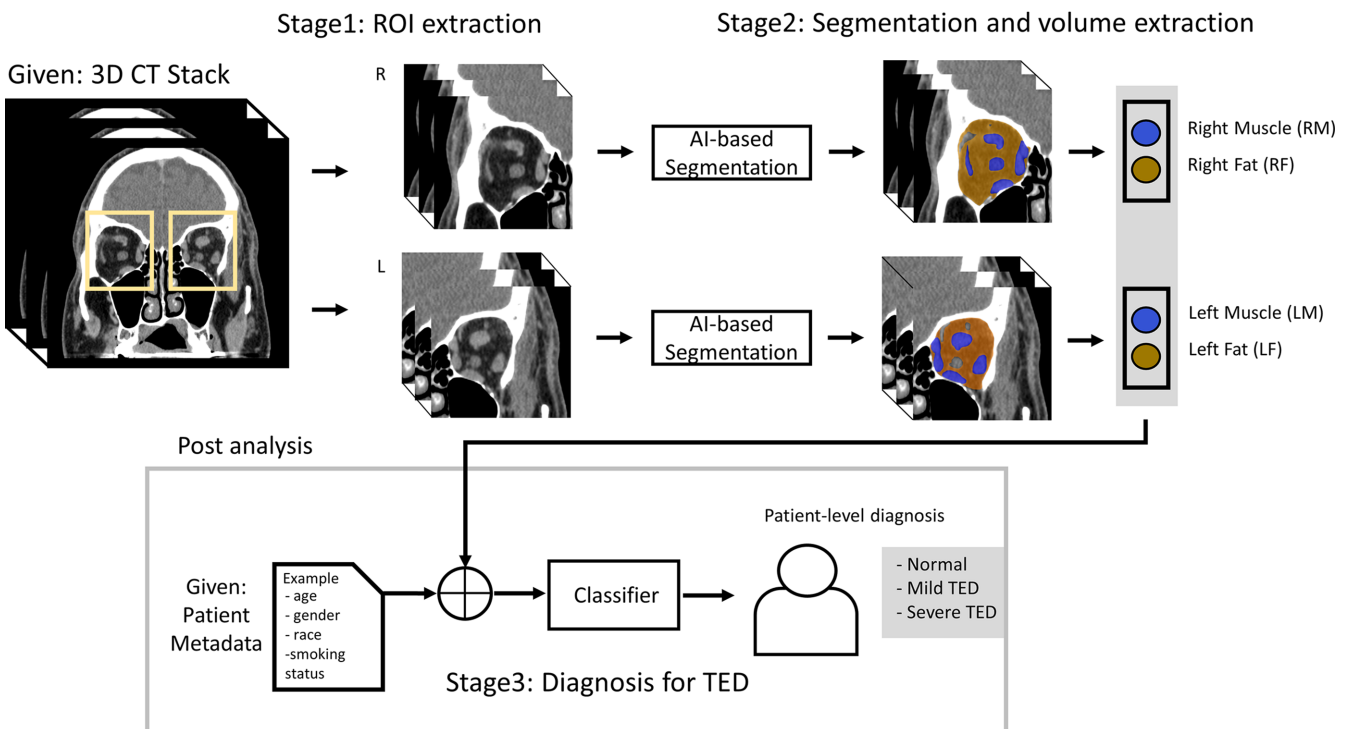 Stage1: ROI extraction
Stage2: Segmentation and volume extraction
Given: 3D CT Stack
R
AI-based
Segmentation
Right Muscle (RM)
Right Fat (RF)
L
AI-based
Segmentation
Left Muscle (LM)
Left Fat (LF)
Post analysis
Given:
Patient
Metadata
Example
- age
- gender
- race
-smoking
status
Classifier
Patient-level diagnosis
- Normal
- Mild TED
- Severe TED
Stage3: Diagnosis for TED